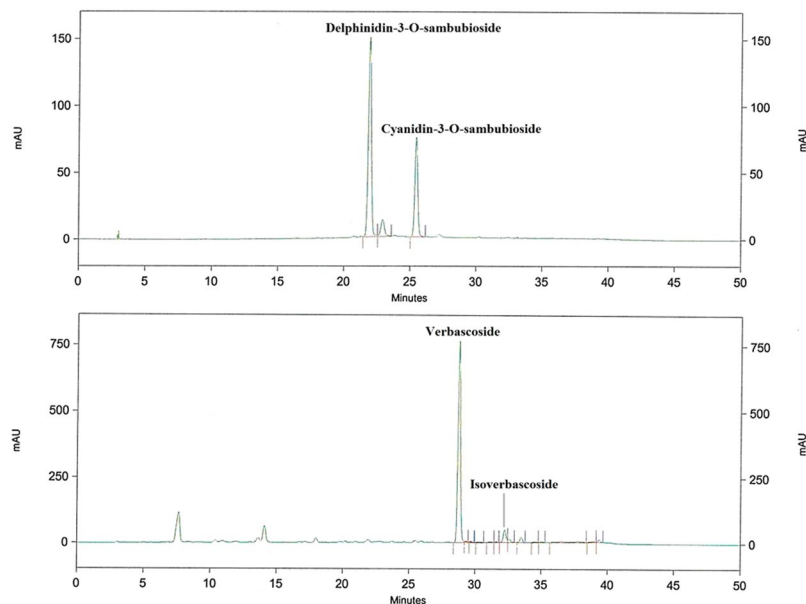 Delphinidin-3-O-sambubioside
150 150
Cyanidin-3-O-sambubioside
100 100
mAU mAU
50 50
0 0
0 5 10 15 20 25 30 35 40 45 50
Minutes
Verbascoside
750 750
500 500
mAU mAU
250 250
Isoverbascoside
0 0
0 5 10 15 20 25 30 35 40 45 50
Minutes